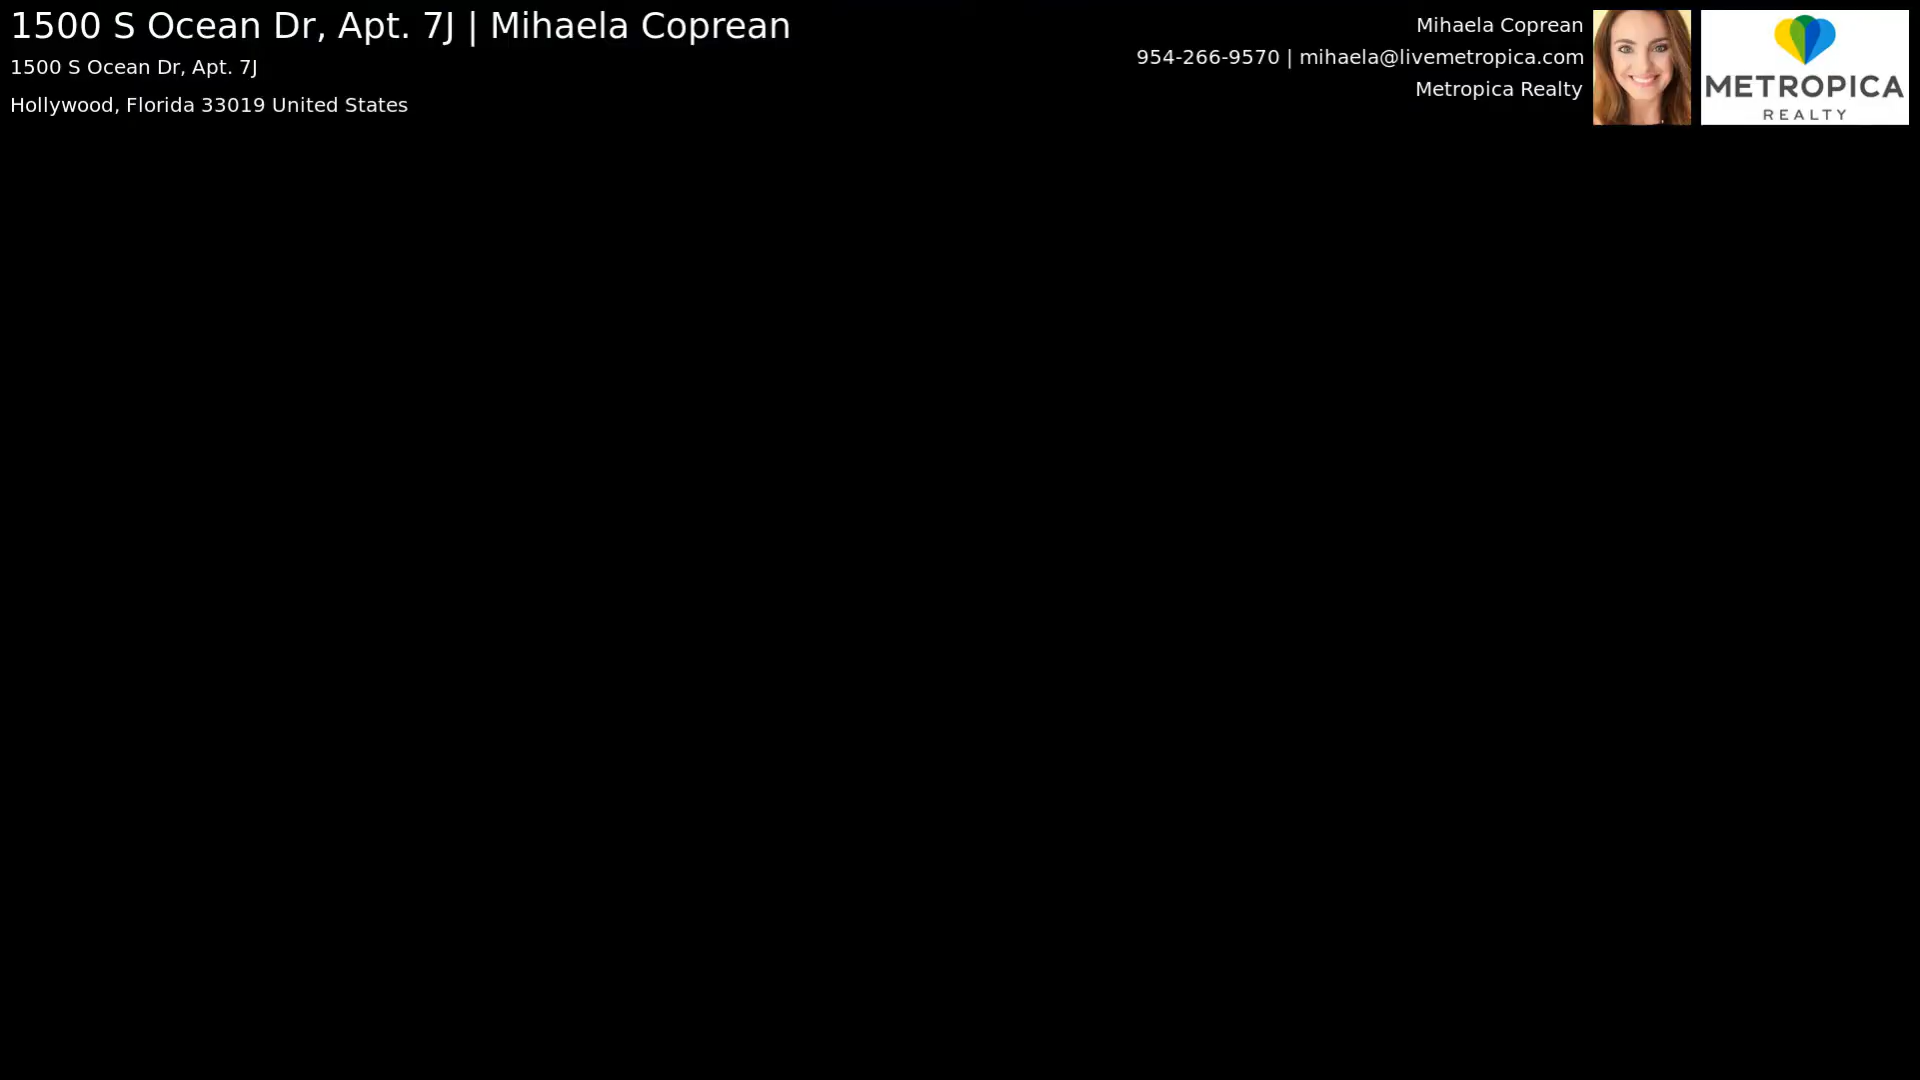 1500 S Ocean Dr, Apt. 7J | Mihaela Coprean
1500 S Ocean Dr, Apt. 7J
Hollywood, Florida 33019 United States
Mihaela Coprean
954-266-9570 | mihaela@livemetropica.com
Metropica Realty
METROPICA
REALTY